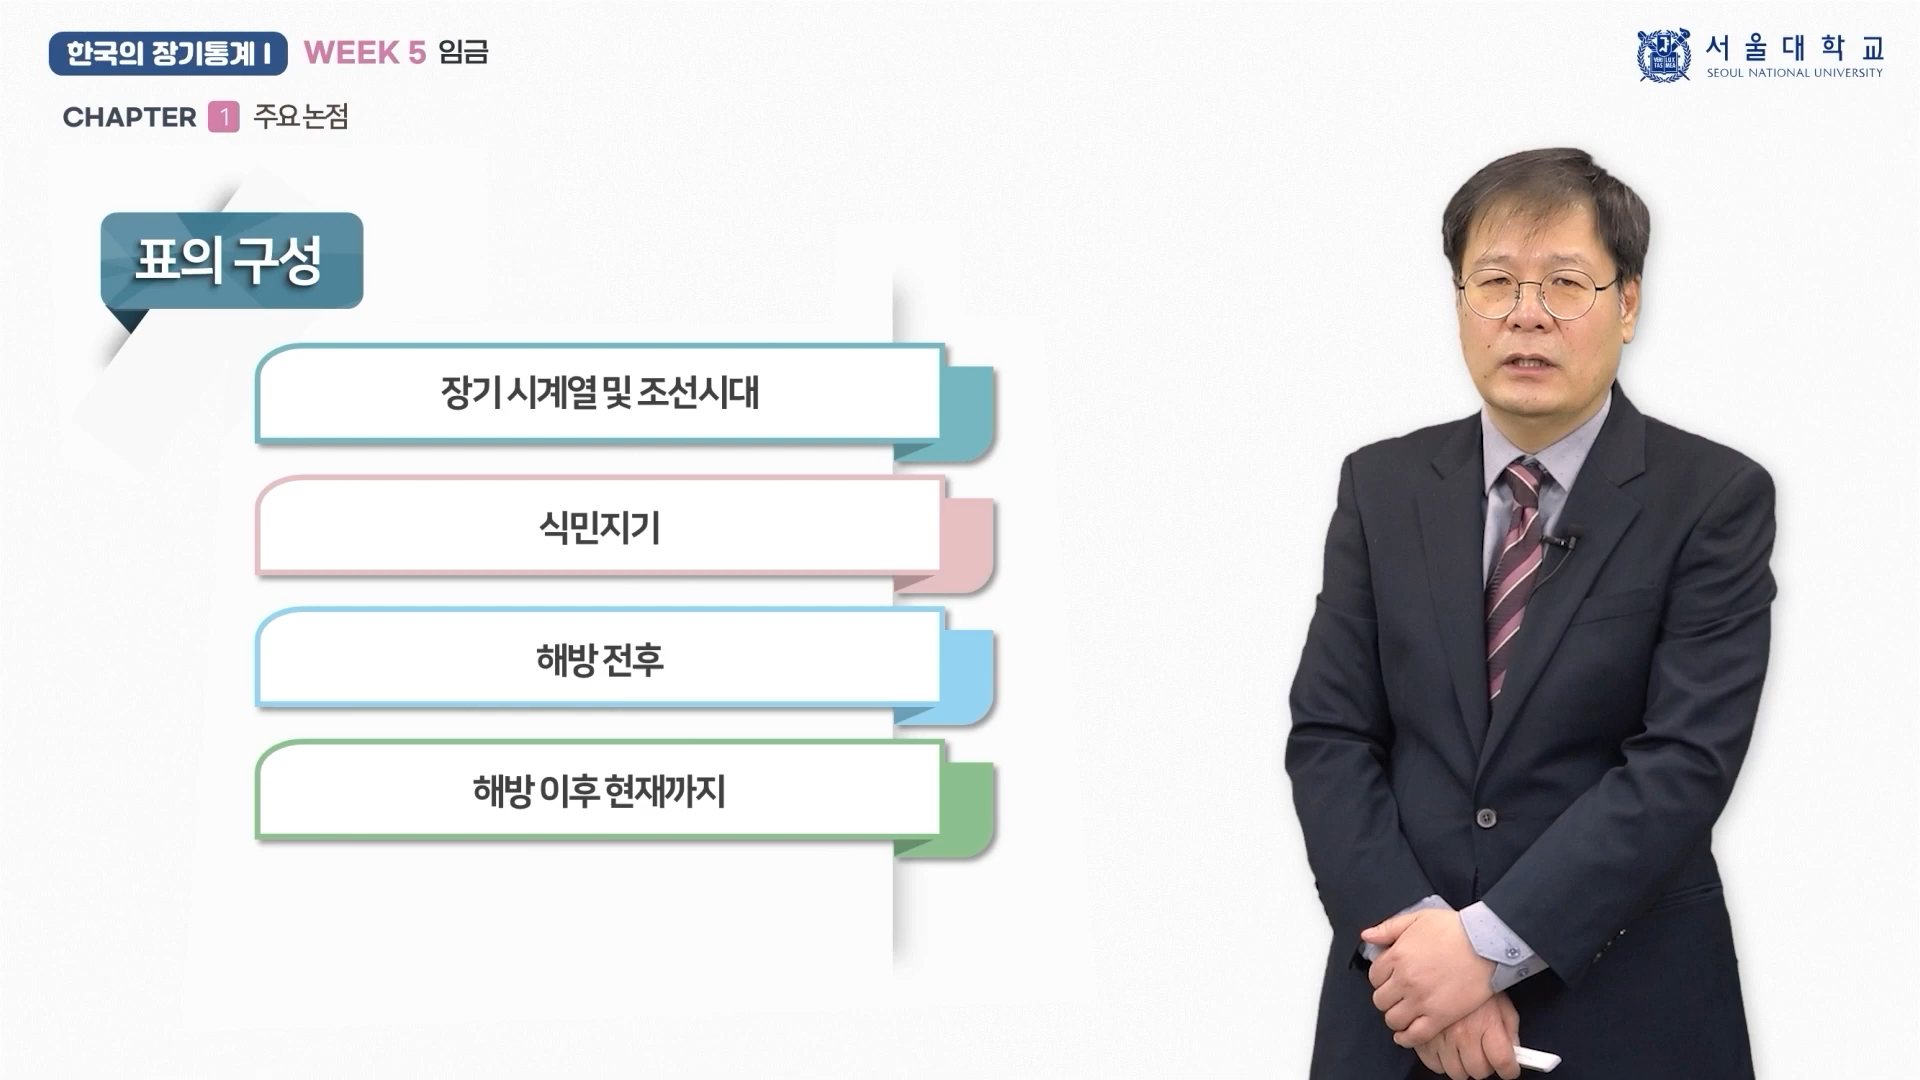 한국의 장기통계 I WEEK 5 임금
서울대학교
SEOUL NATIONAL UNIVERSITY
CHAPTER 1 주요 논점
표의 구성
장기 시계열 및 조선시대
식민지기
해방 전후
해방 이후 현재까지